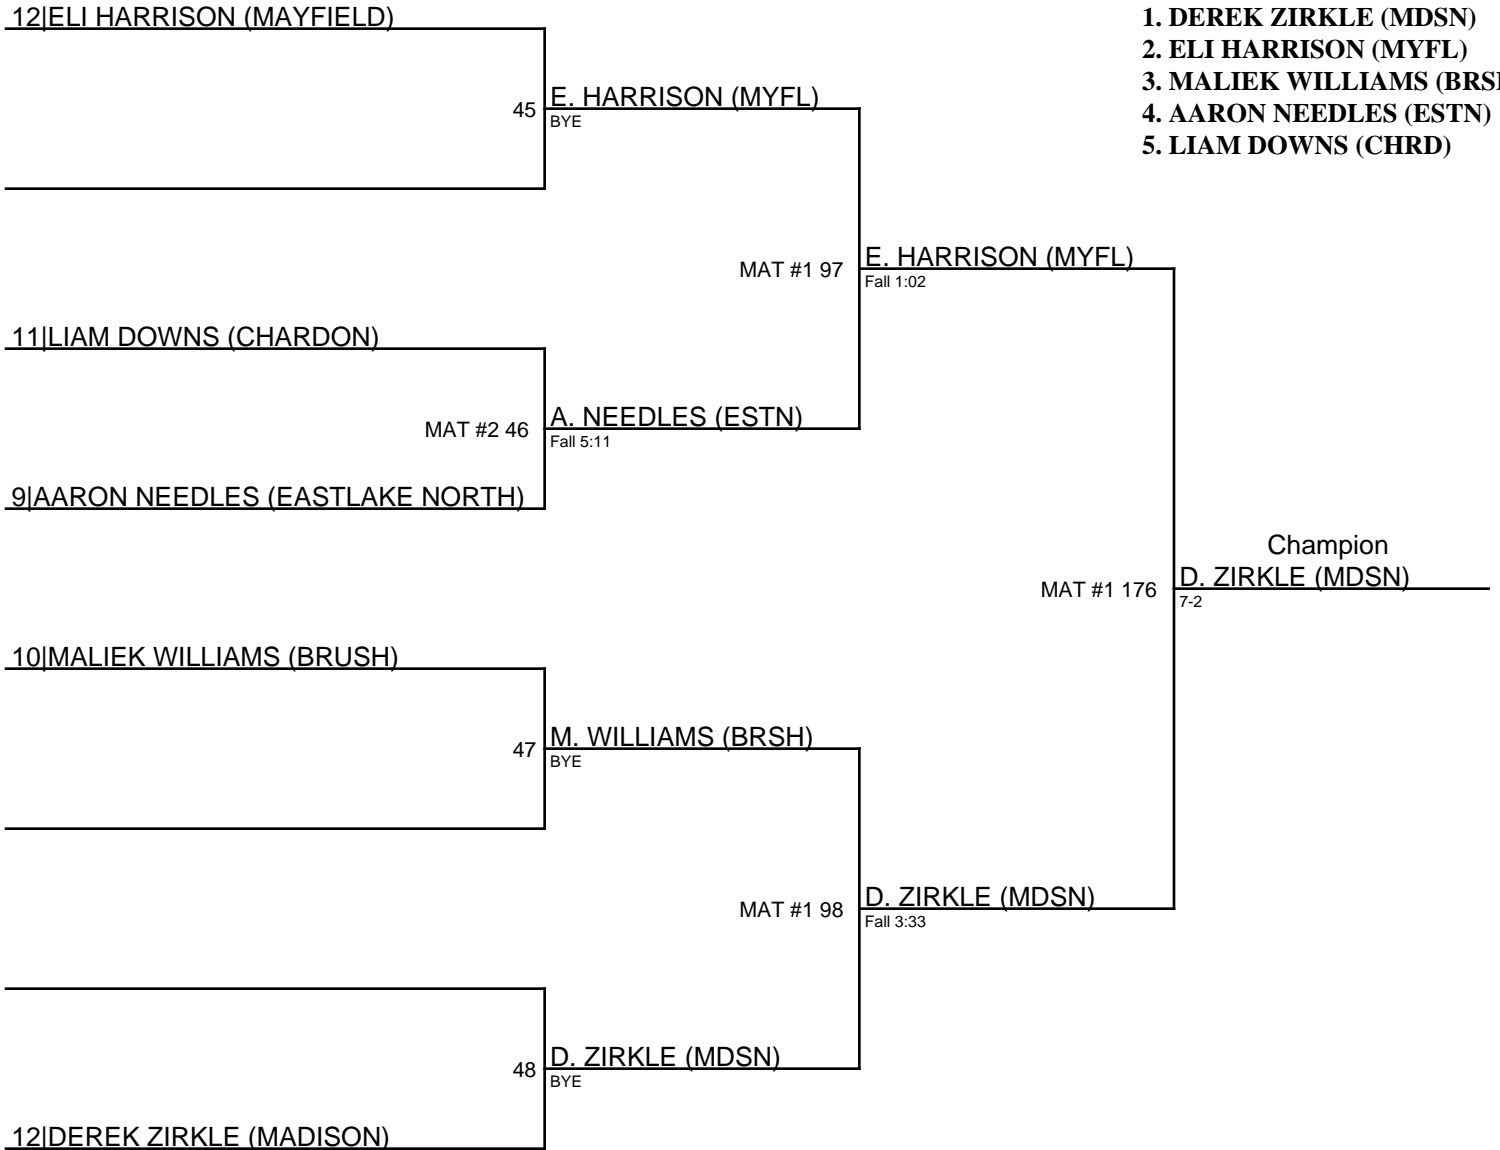 12|ELI HARRISON (MAYFIELD)
1. DEREK ZIRKLE (MDSN)
2. ELI HARRISON (MYFL)
3. MALIEK WILLIAMS (BRSH
4. AARON NEEDLES (ESTN)
5. LIAM DOWNS (CHRD)
45
E. HARRISON (MYFL)
BYE
MAT #1 97
E. HARRISON (MYFL)
Fall 1:02
11|LIAM DOWNS (CHARDON)
MAT #2 46
A. NEEDLES (ESTN)
Fall 5:11
9|AARON NEEDLES (EASTLAKE NORTH)
Champion
MAT #1 176
D. ZIRKLE (MDSN)
7-2
10|MALIEK WILLIAMS (BRUSH)
47
M. WILLIAMS (BRSH)
BYE
MAT #1 98
D. ZIRKLE (MDSN)
Fall 3:33
48
D. ZIRKLE (MDSN)
BYE
12|DEREK ZIRKLE (MADISON)